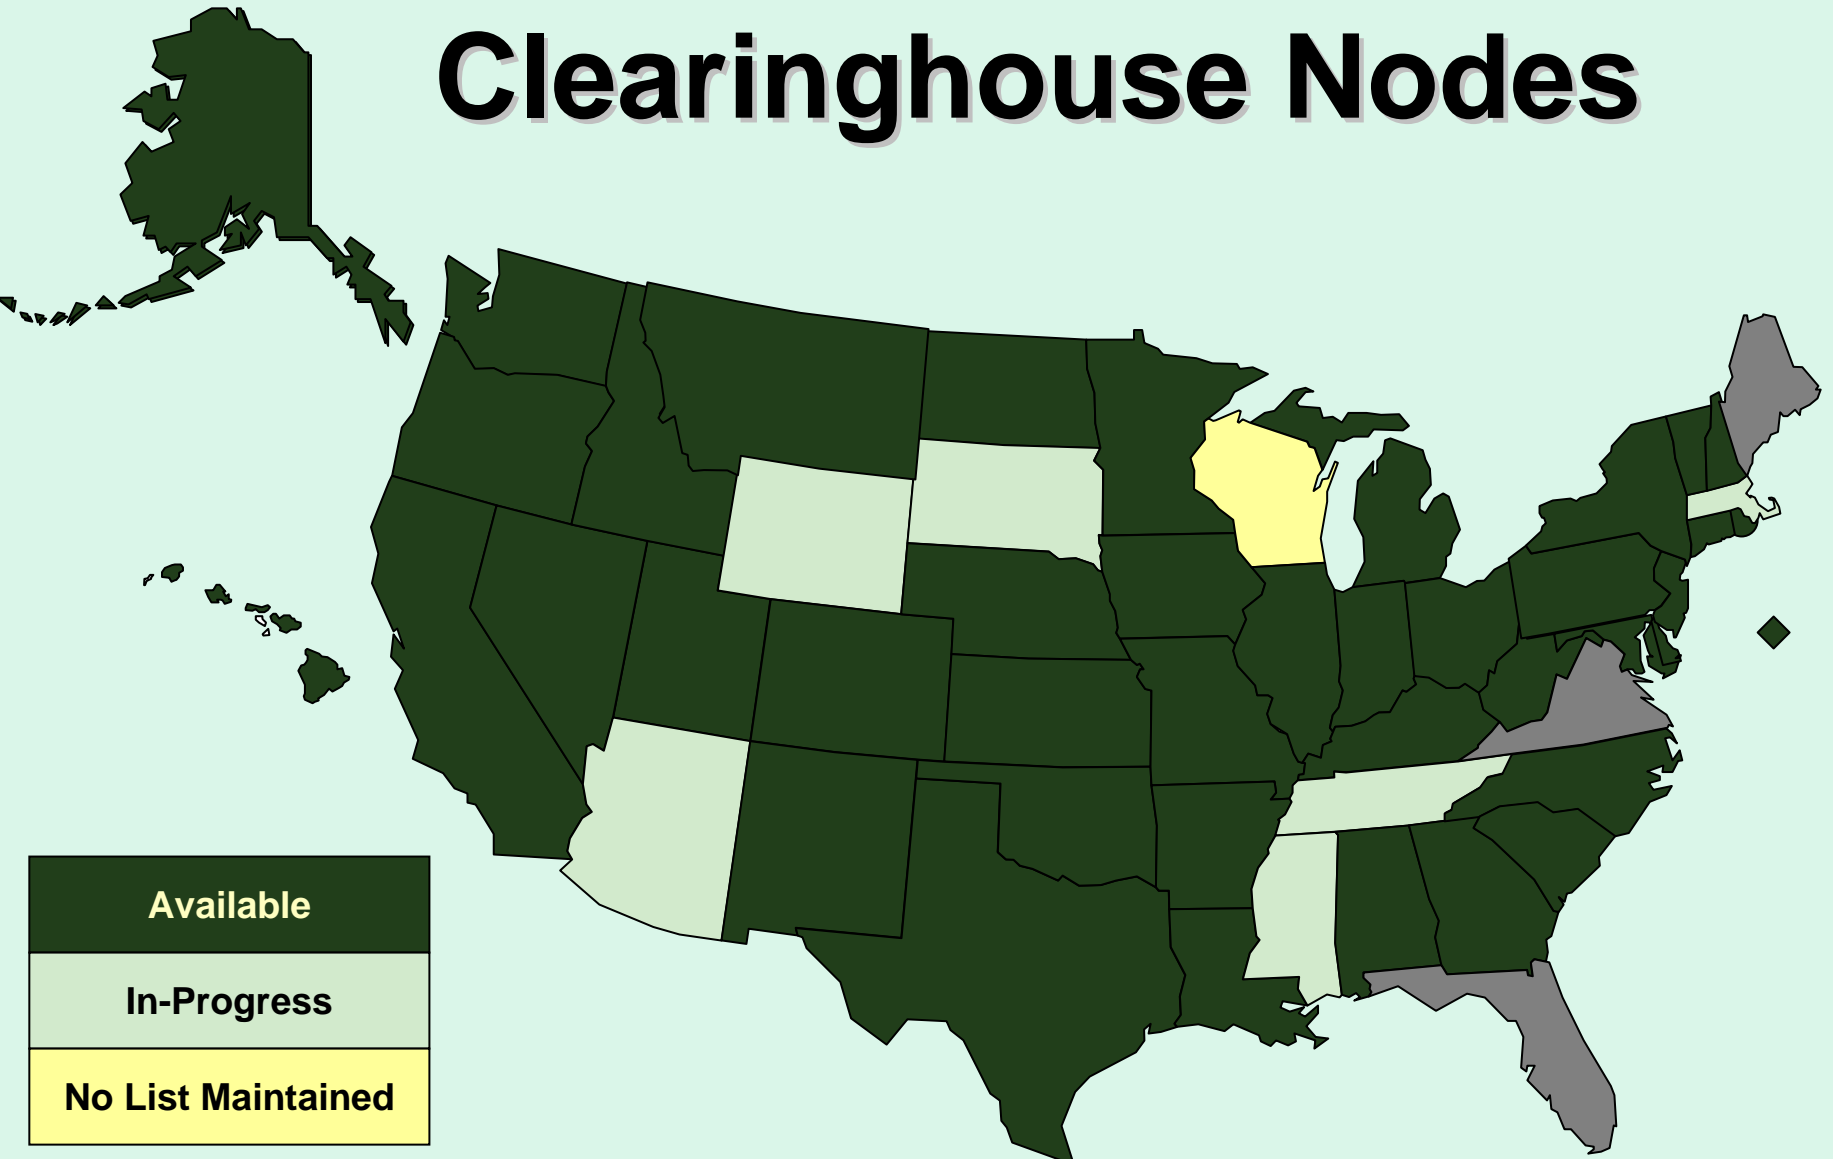 Clearinghouse Nodes
Available
In-Progress
No List Maintained